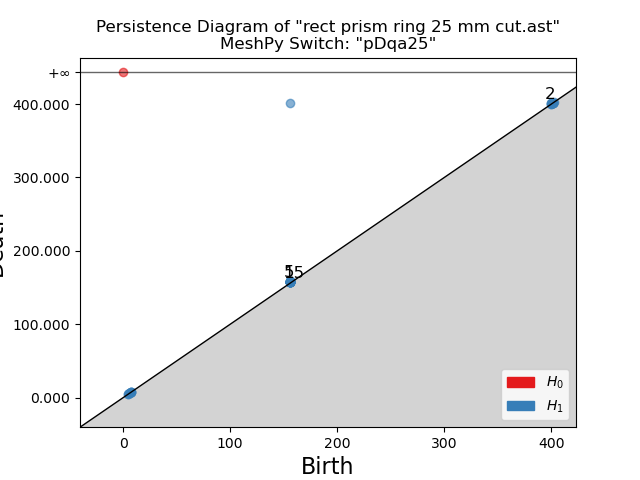 Persistence Diagram of "rect prism ring 25 mm cut.ast"
MeshPy Switch: "pDqa25"
+∞
400.000
300.000
200.000
100.000
0.000
2
15
H0
H1
0
100
200
300
400
Birth